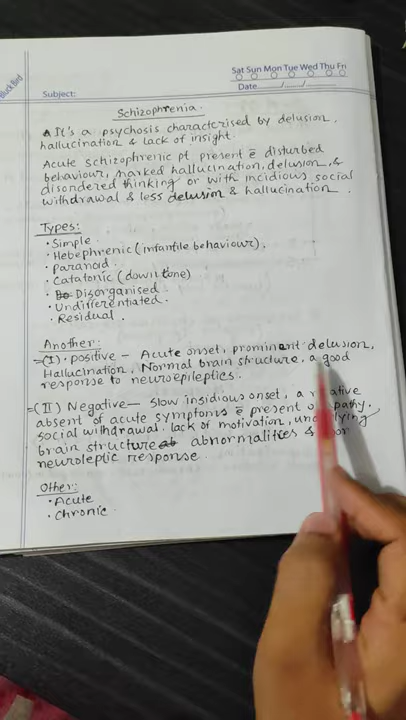 Black Bird
Sat Sun Mon Tue Wed Thu Fri
Subject:
Date ...../...../.....
Schizophrenia.
It's a psychosis characterised by delusion,
hallucination & lack of insight.
Acute schizophrenic pt present c̄ disturbed
behaviour, marked hallucination, delusion, &
disondered thinking or with incidious social
withdrawal & less delusion & hallucination.
Types:
• Simple
• Hebephrenic (infantile behaviour).
• Paranoid.
• Catatonic (down tone)
• Disorganised
• Undifferentiated.
• Residual.
Another:
(I) • positive - Acute onset, prominent delusion,
Hallucination, Normal brain structure, a good
response to neuroepileptics.
(II) Negative - Slow insidious onset, a
absent of acute symptoms c̄ present
social withdrawal, lack of motivation,
brain structure abnormalities &
neuroleptic response.
Other:
• Acute
• Chronic.